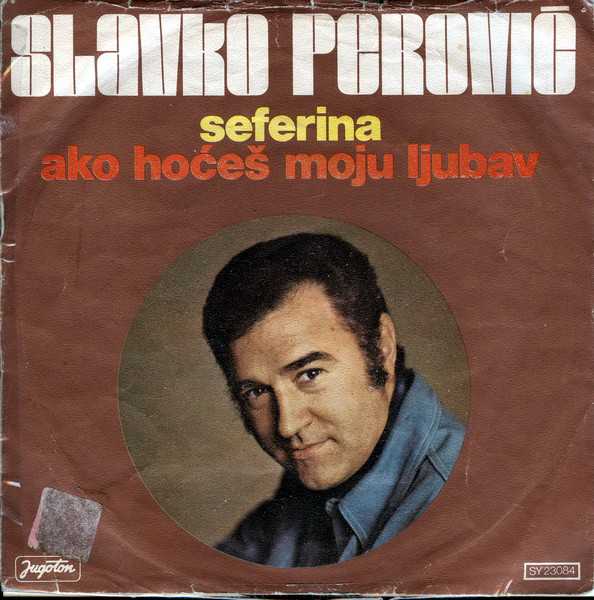 SLAVKO PEROVIĆ
seferina
ako hoćeš moju ljubav
Jugoton
SY 23084